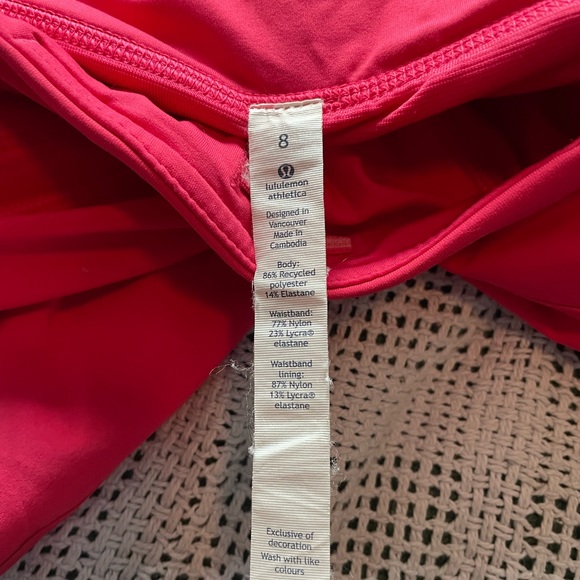 8
lululemon
athletica
Designed in
Vancouver
Made in
Cambodia
Body:
86% Recycled
polyester
14% Elastane
Waistband:
77% Nylon
23% Lycra®
elastane
Waistband
lining:
87% Nylon
13% Lycra®
elastane
Exclusive of
decoration
Wash with like
colours